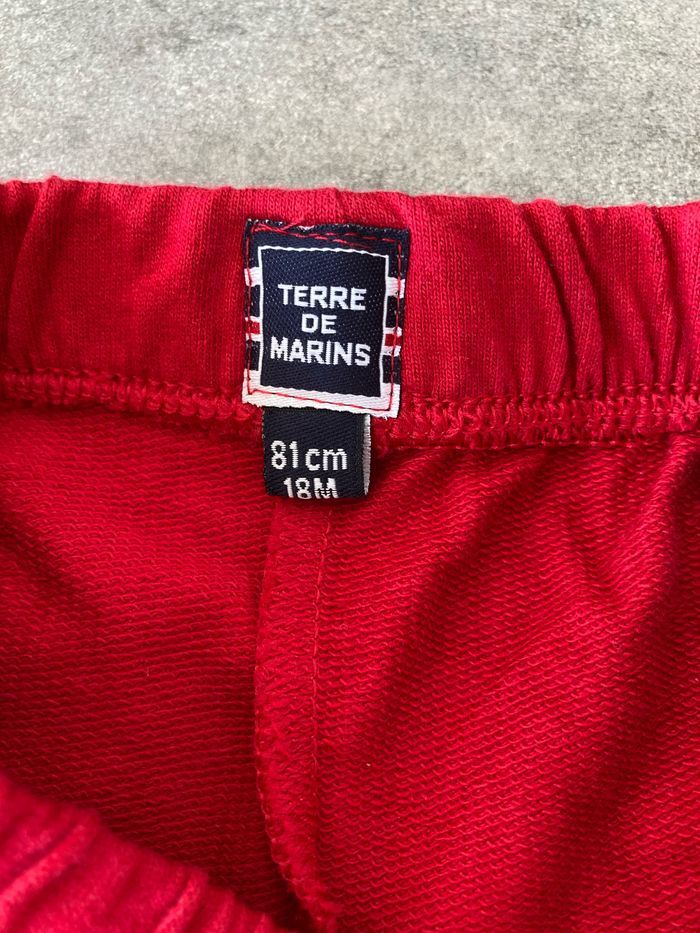 TERRE
DE
MARINS
81cm
18M